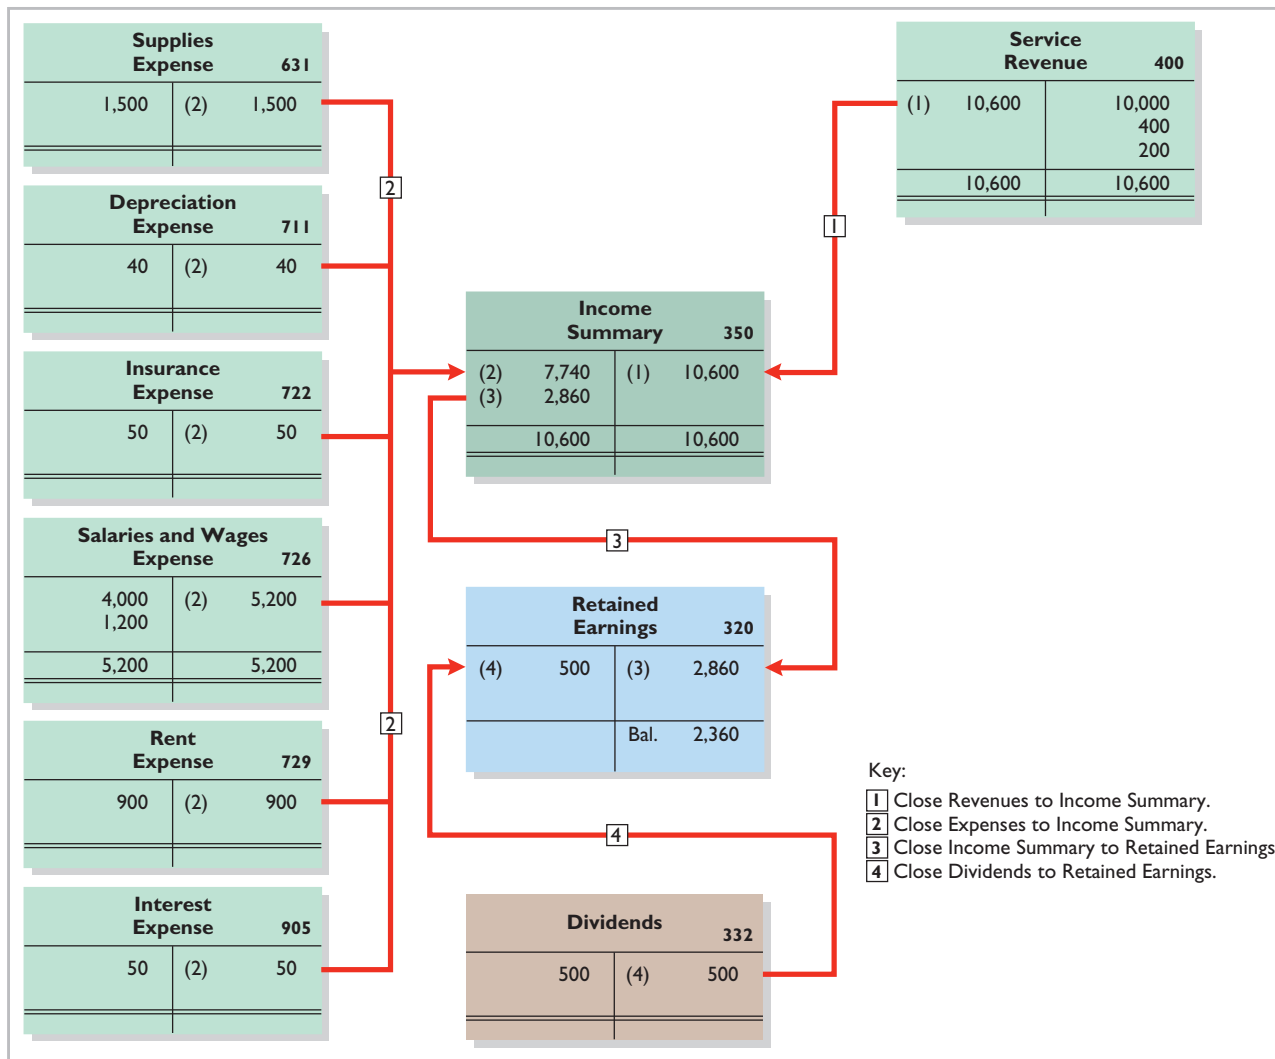 Supplies
Expense 631
1,500 (2) 1,500
Depreciation
Expense 711
40 (2) 40
Insurance
Expense 722
50 (2) 50
Salaries and Wages
Expense 726
4,000 (2) 5,200
1,200
5,200 5,200
Rent
Expense 729
900 (2) 900
Interest
Expense 905
50 (2) 50
2
2
Income
Summary 350
(2) 7,740 (1) 10,600
(3) 2,860
10,600 10,600
3
Retained
Earnings 320
(4) 500 (3) 2,860
Bal. 2,360
4
Dividends 332
500 (4) 500
Service
Revenue 400
(1) 10,600 10,000
400
200
10,600 10,600
1
Key:
1 Close Revenues to Income Summary.
2 Close Expenses to Income Summary.
3 Close Income Summary to Retained Earnings
4 Close Dividends to Retained Earnings.